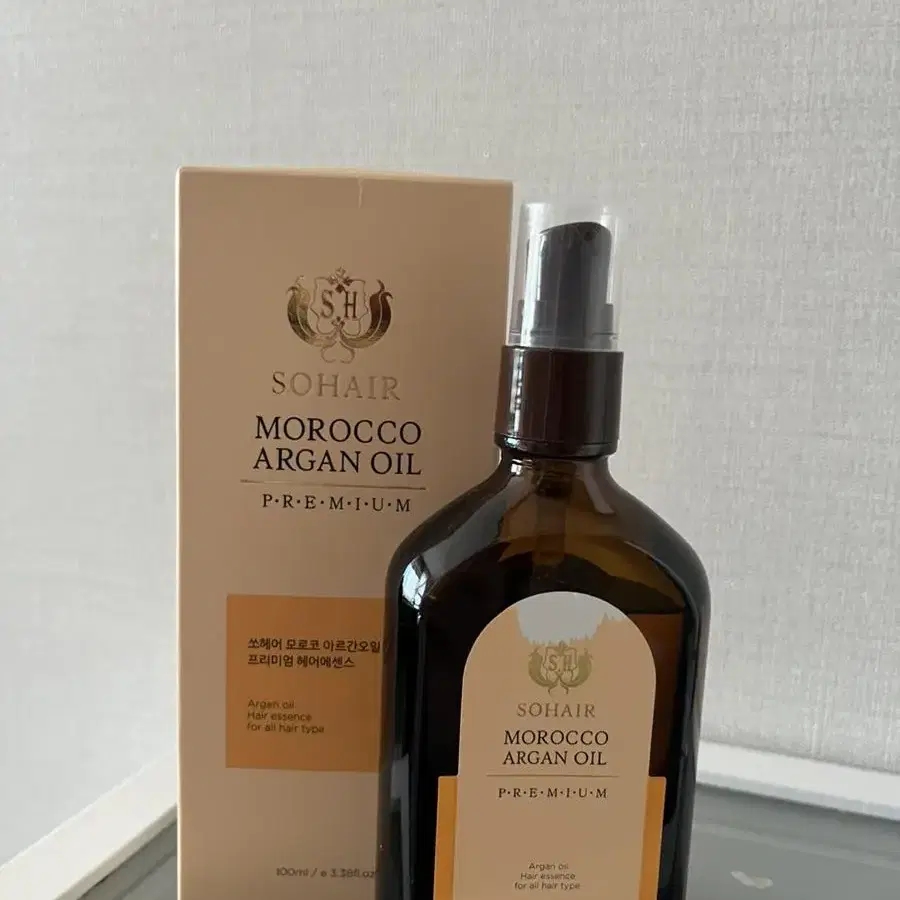 S H
SOHAIR
MOROCCO
ARGAN OIL
P·R·E·M·I·U·M
쏘헤어 모로코 아르간오일
프리미엄 헤어에센스
Argan oil
Hair essence
for all hair type
100ml / e 3.38fl.oz
S H
SOHAIR
MOROCCO
ARGAN OIL
P·R·E·M·I·U·M
Argan oil
Hair essence
for all hair type